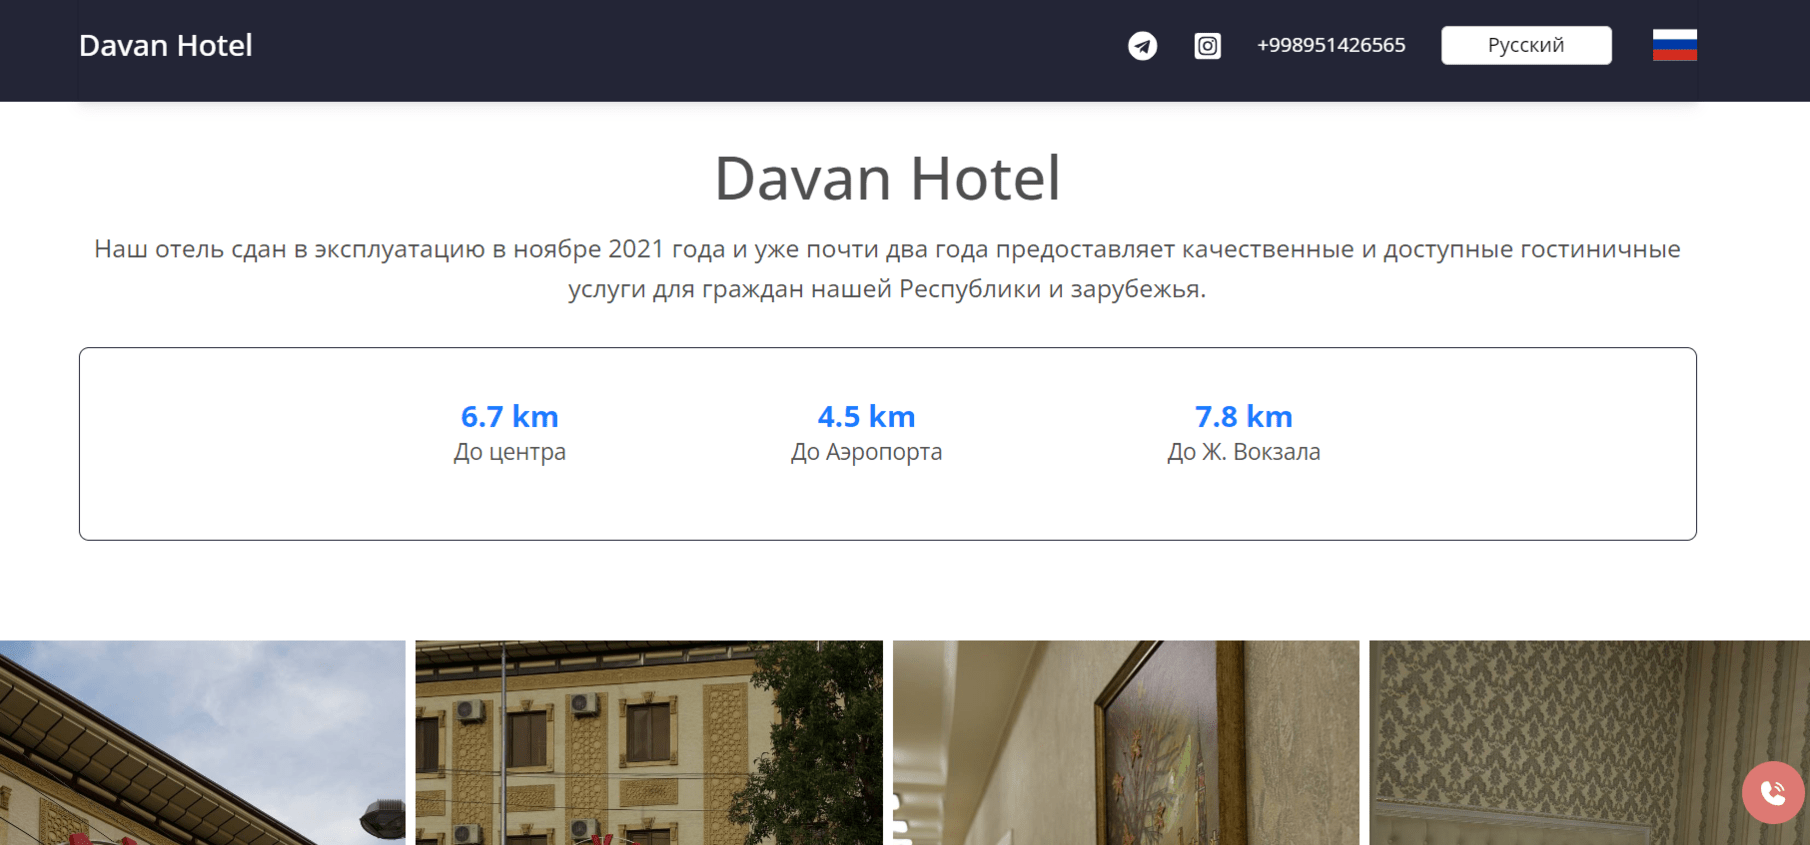 Davan Hotel
+998951426565
Русский
Davan Hotel
Наш отель сдан в эксплуатацию в ноябре 2021 года и уже почти два года предоставляет качественные и доступные гостиничные
услуги для граждан нашей Республики и зарубежья.
6.7 km
До центра
4.5 km
До Аэропорта
7.8 km
До Ж. Вокзала